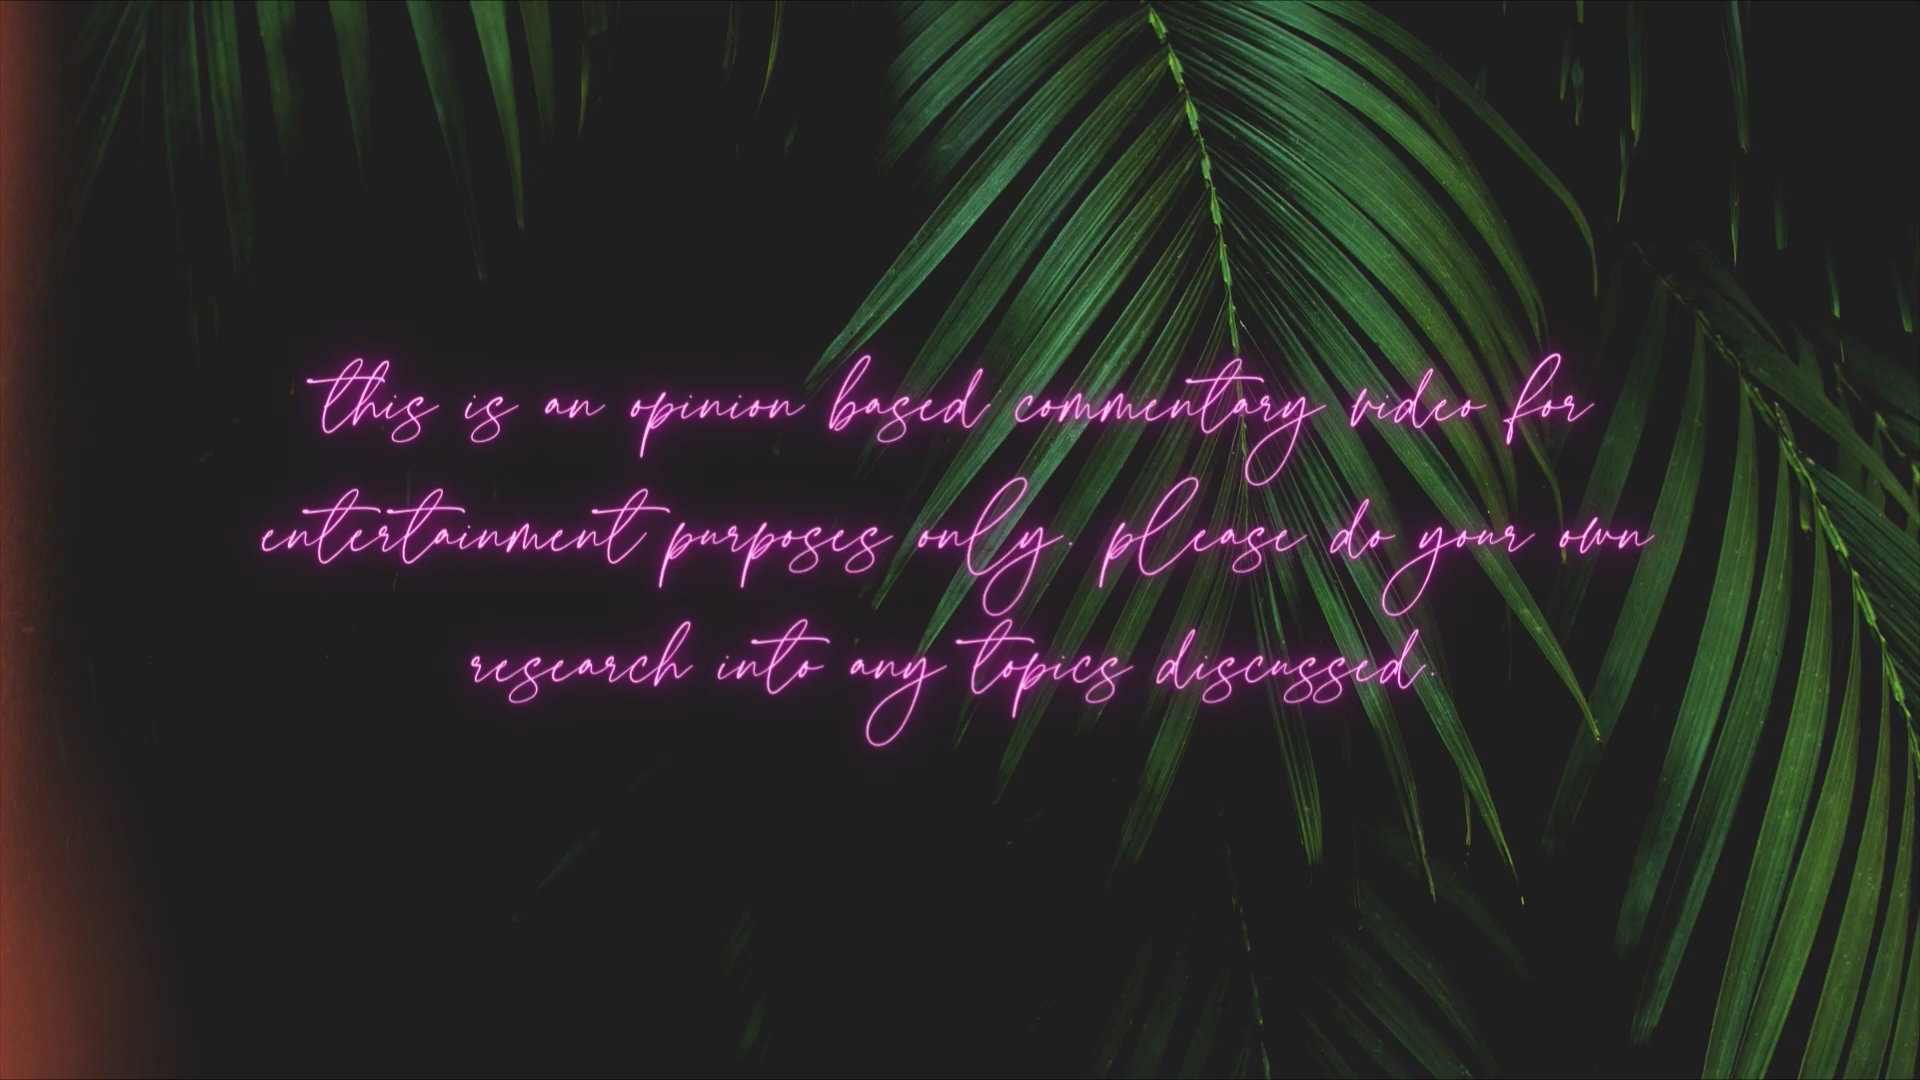 this is an opinion based commentary video for
entertainment purposes only. please do your own
research into any topics discussed.